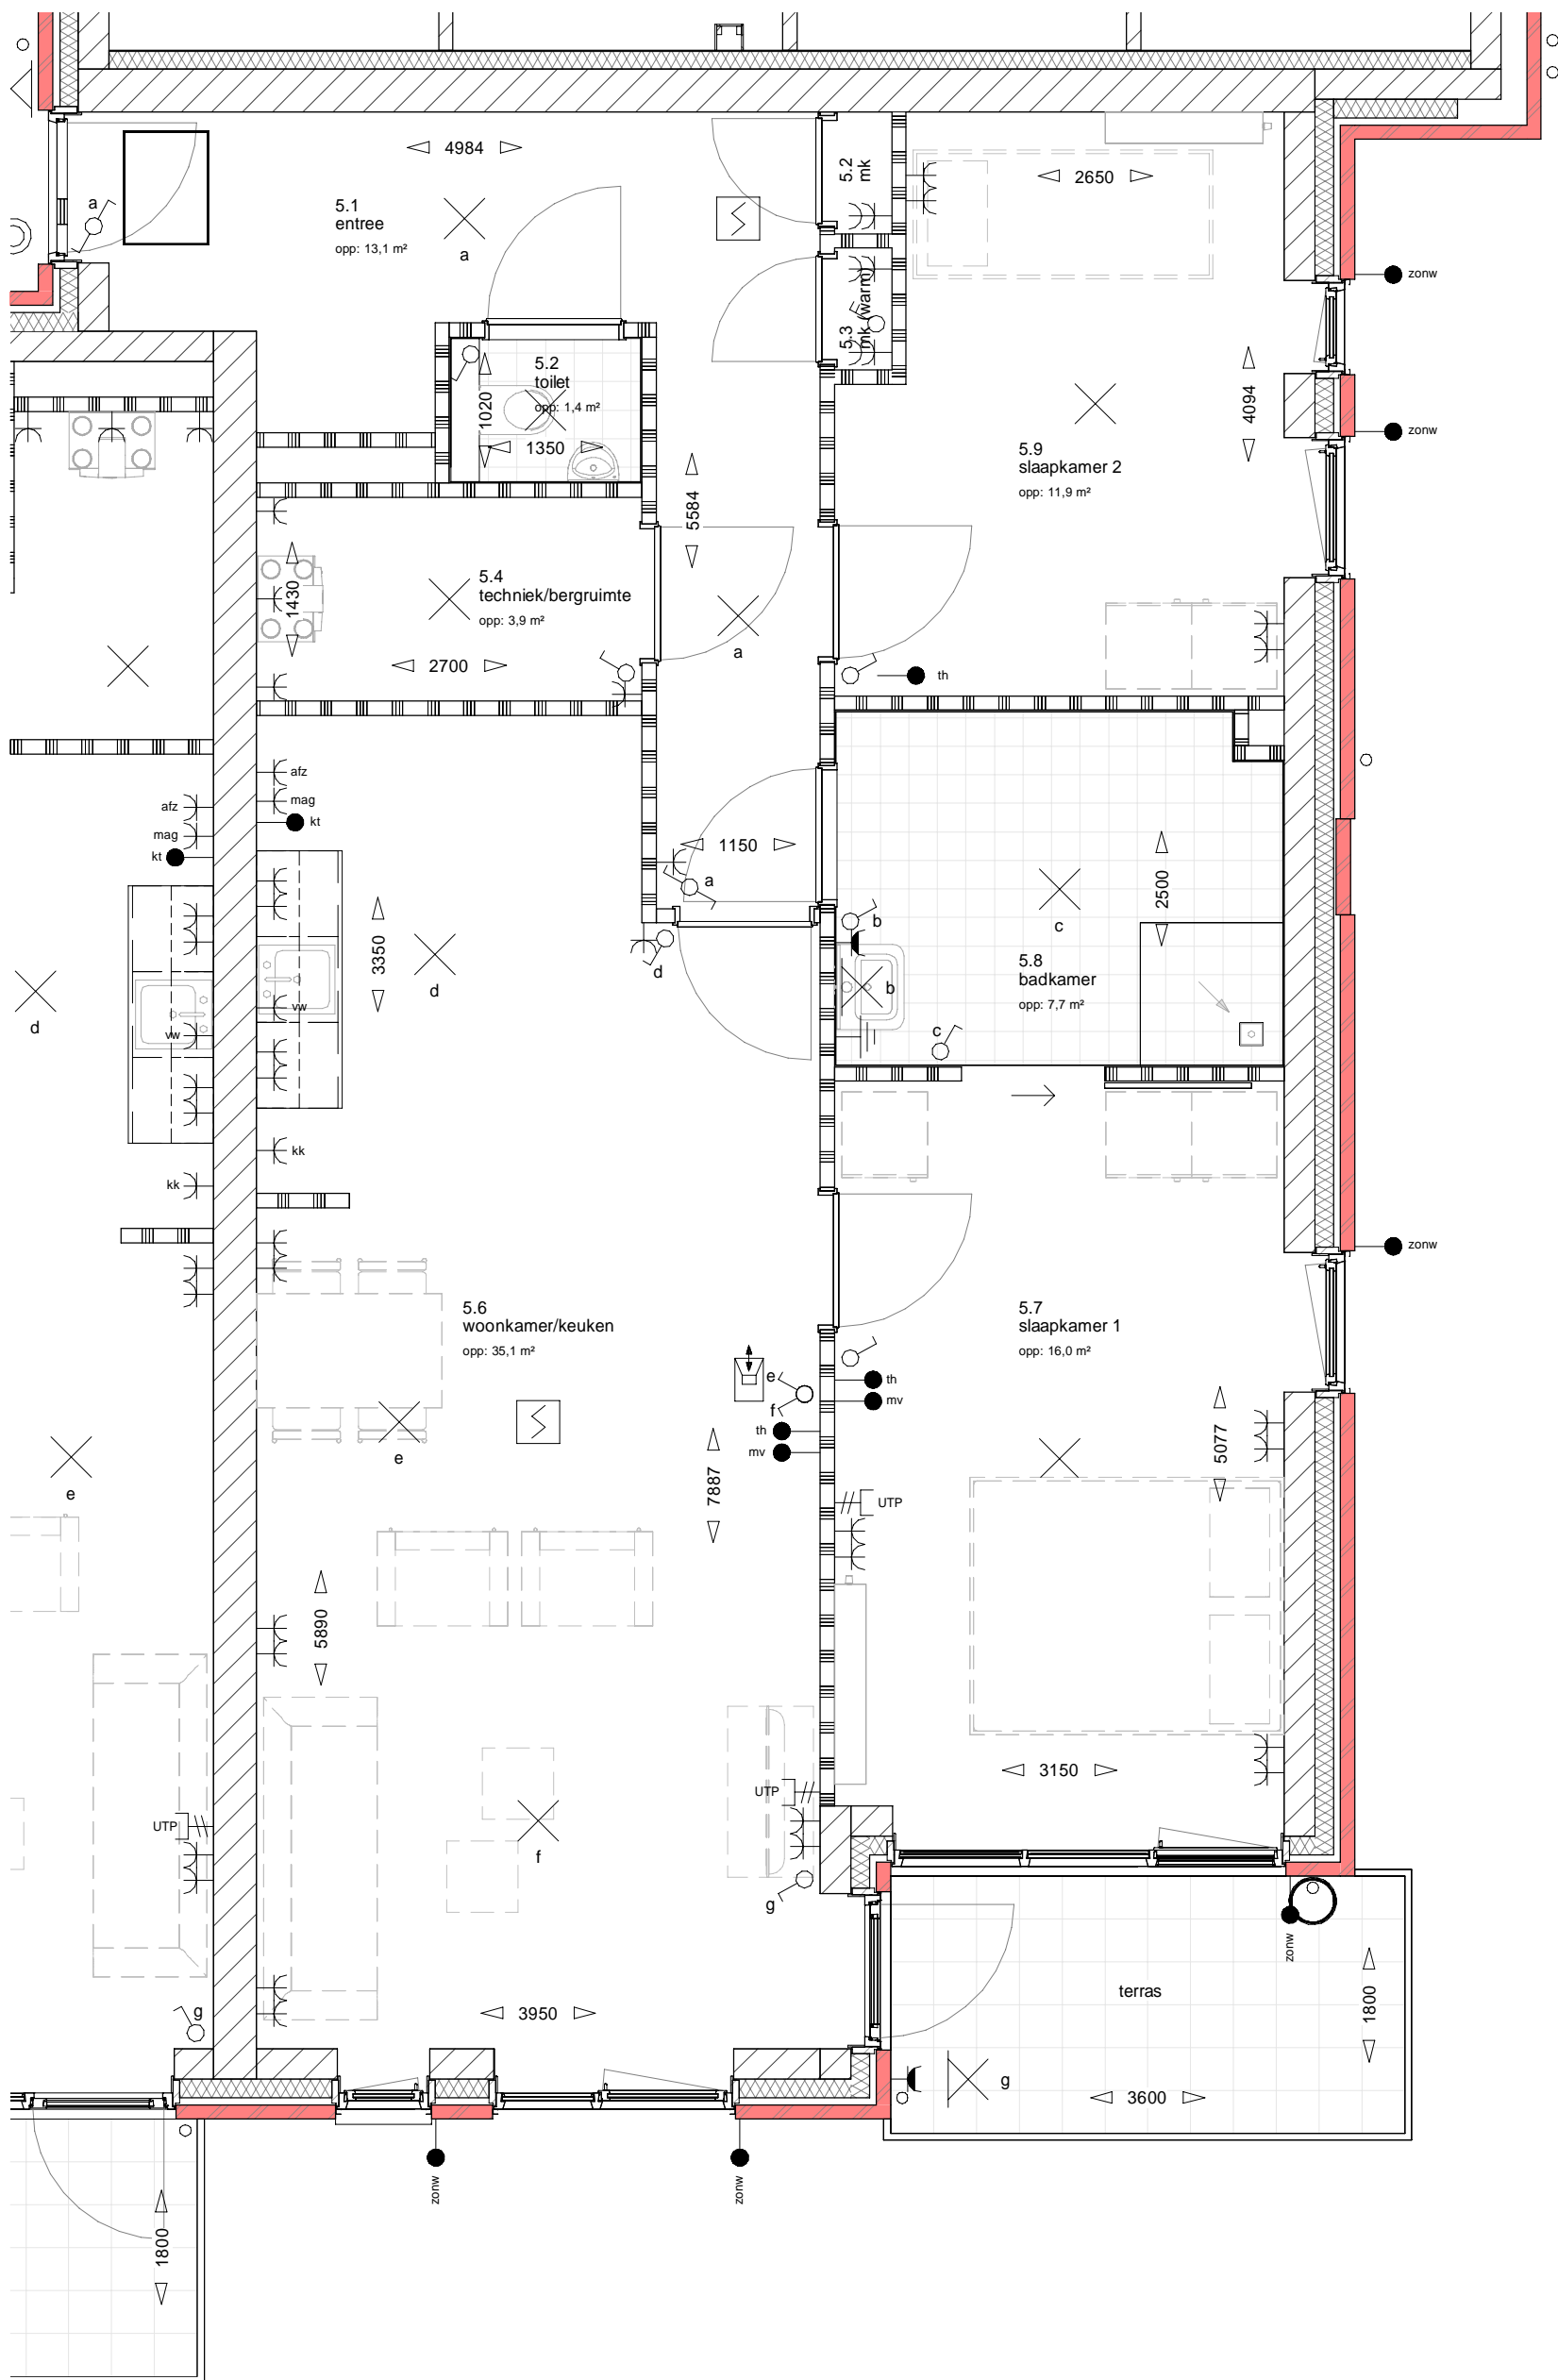 4984
5.2
mk
2650
zonw
a
5.1
entree
opp: 13,1 m²
a
5.3
mk (warm)
5.2
toilet
opp: 1,4 m²
1020
1350
4094
zonw
5.9
slaapkamer 2
opp: 11,9 m²
5584
5.4
techniek/bergruimte
opp: 3,9 m²
1430
2700
a
th
afz
mag
kt
afz
mag
kt
1150
a
2500
b
c
3350
d
d
5.8
badkamer
opp: 7,7 m²
b
c
d
vw
vw
kk
kk
zonw
5.6
woonkamer/keuken
opp: 35,1 m²
5.7
slaapkamer 1
opp: 16,0 m²
e
f
th
mv
th
mv
e
e
7887
5077
UTP
5890
3150
UTP
UTP
f
g
zonw
terras
1800
g
3950
g
3600
zonw
zonw
1800